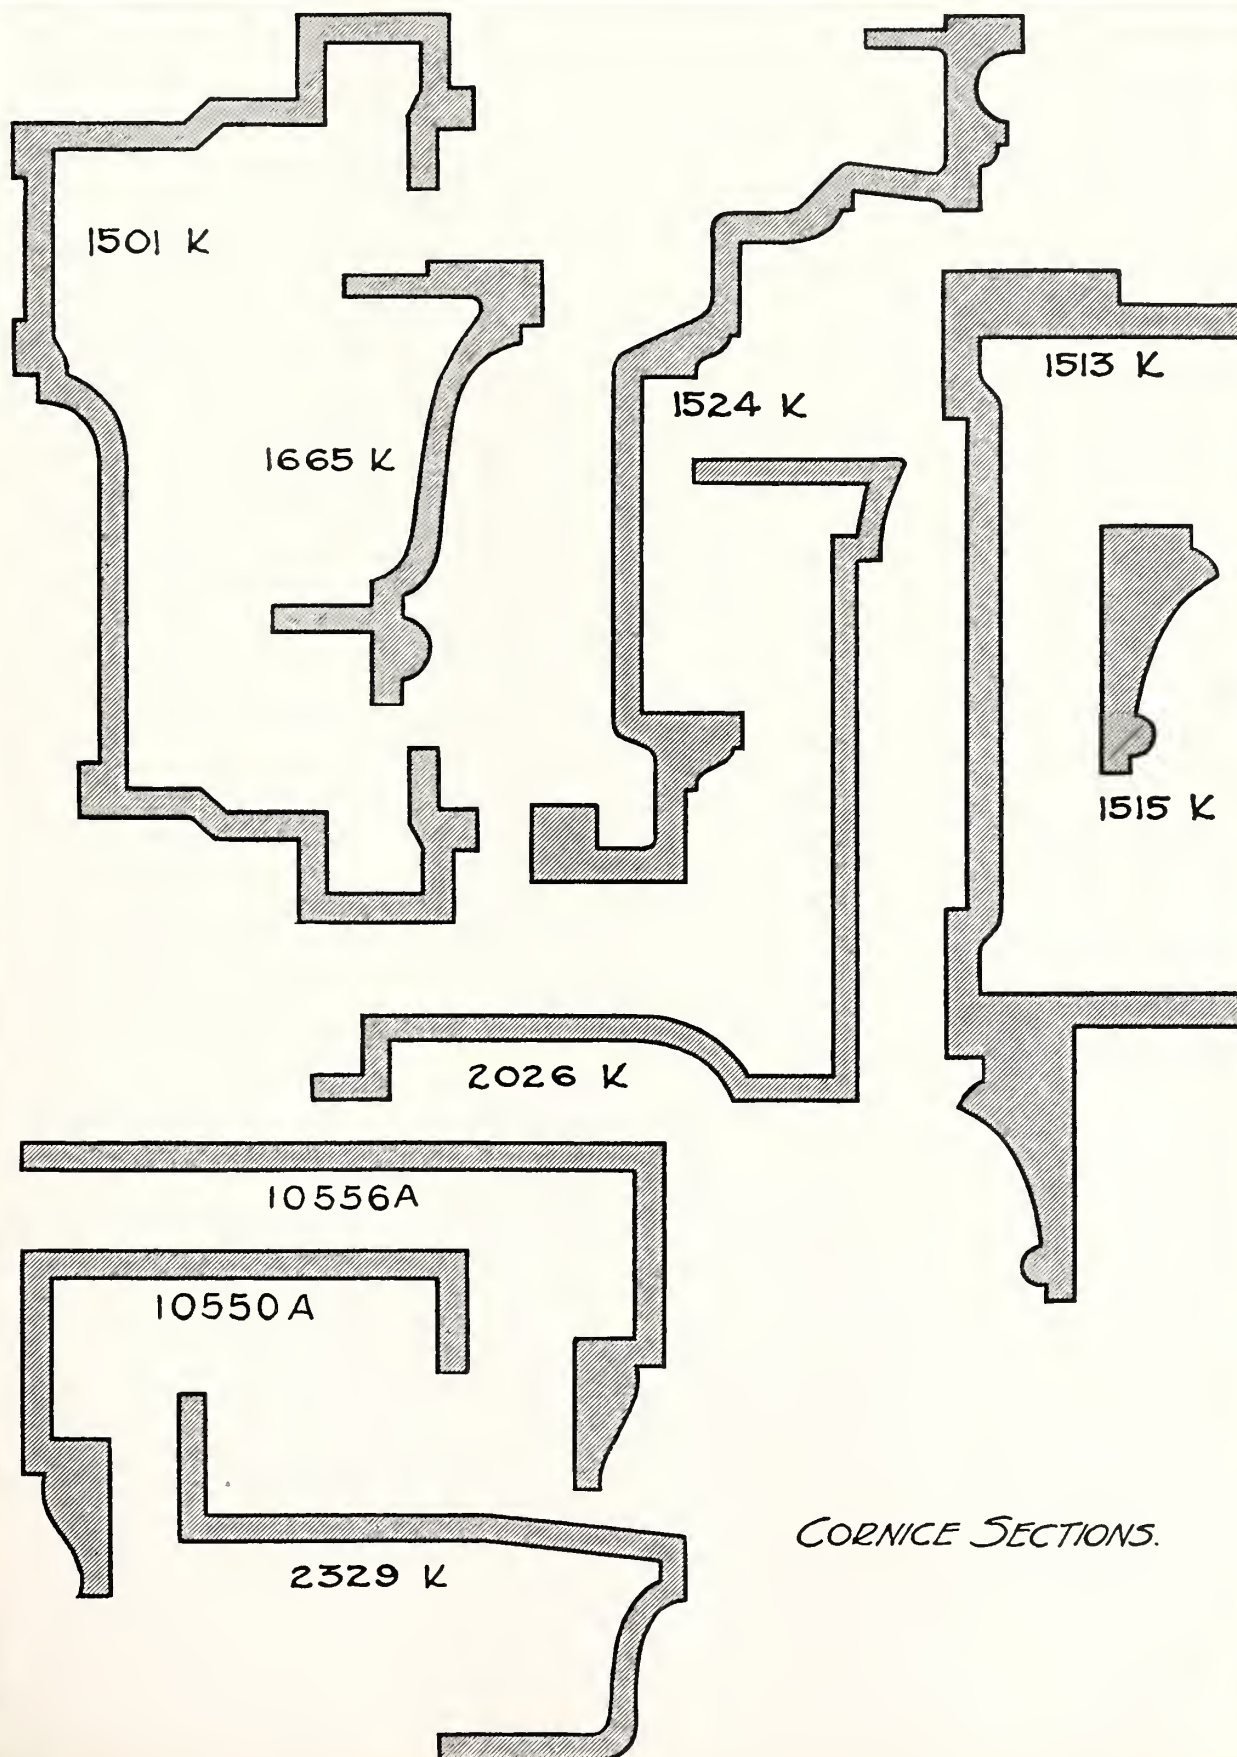 1501 K
1665 K
1524 K
1513 K
1515 K
2026 K
10556A
10550A
2329 K
CORNICE SECTIONS.